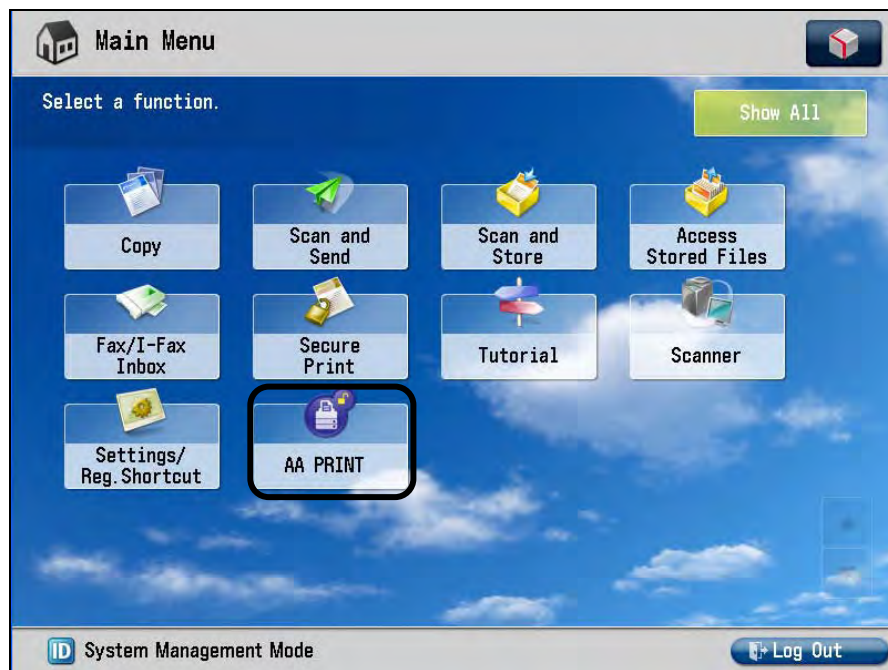 Main Menu
Select a function.
Show All
Copy
Scan and
Send
Scan and
Store
Access
Stored Files
Fax/I-Fax
Inbox
Secure
Print
Tutorial
Scanner
Settings/
Reg.Shortcut
AA PRINT
ID System Management Mode
Log Out